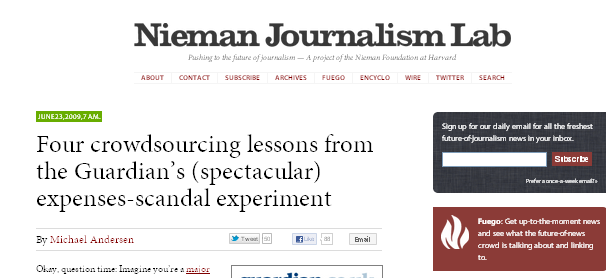 Nieman Journalism Lab
Pushing to the future of journalism — A project of the Nieman Foundation at Harvard
ABOUT CONTACT SUBSCRIBE ARCHIVES FUEGO ENCYCLO WIRE TWITTER SEARCH
JUNE 23, 2009, 7 A.M.
Four crowdsourcing lessons from
the Guardian's (spectacular)
expenses-scandal experiment
By Michael Andersen
Tweet 50 Like 88 Email
Okay, question time: Imagine you're a major
Sign up for our daily email for all the freshest
future-of-journalism news in your inbox.
Subscribe
Prefer a once-a-week email?»
Fuego: Get up-to-the-moment news
and see what the future-of-news
crowd is talking about and linking
to.